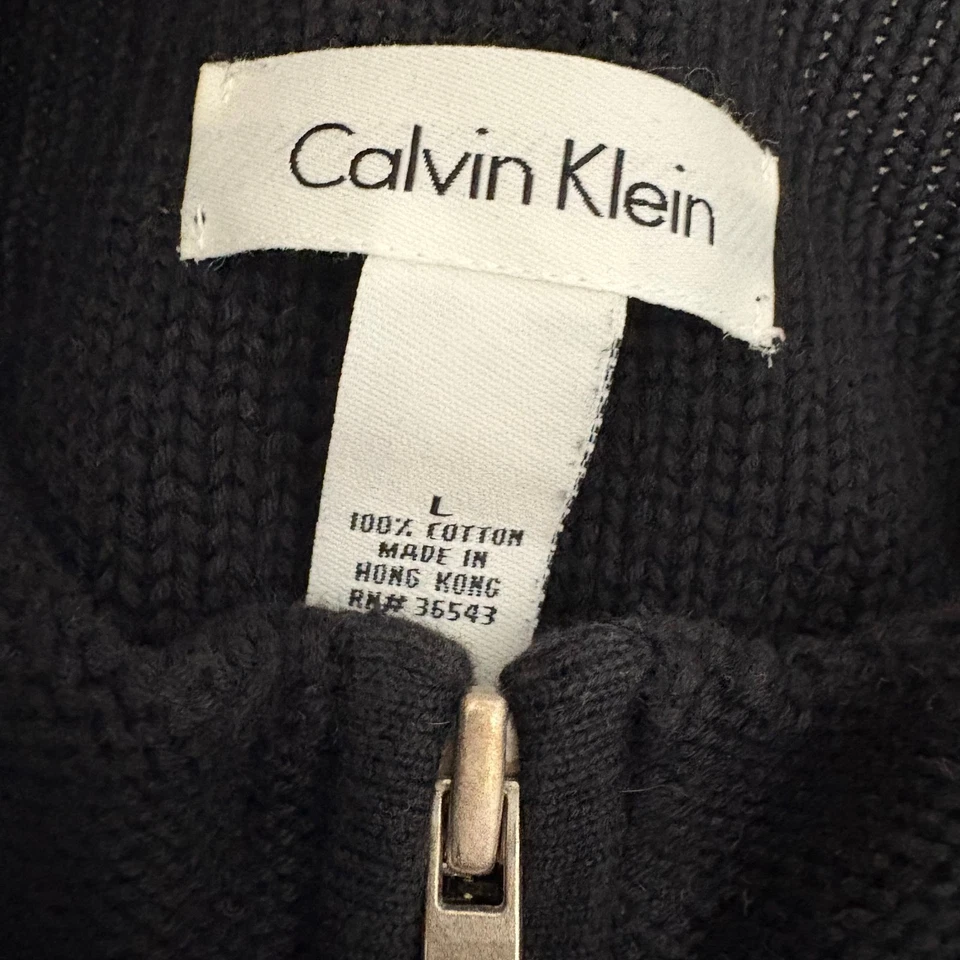 Calvin Klein
L
100% COTTON
MADE IN
HONG KONG
RN# 36543